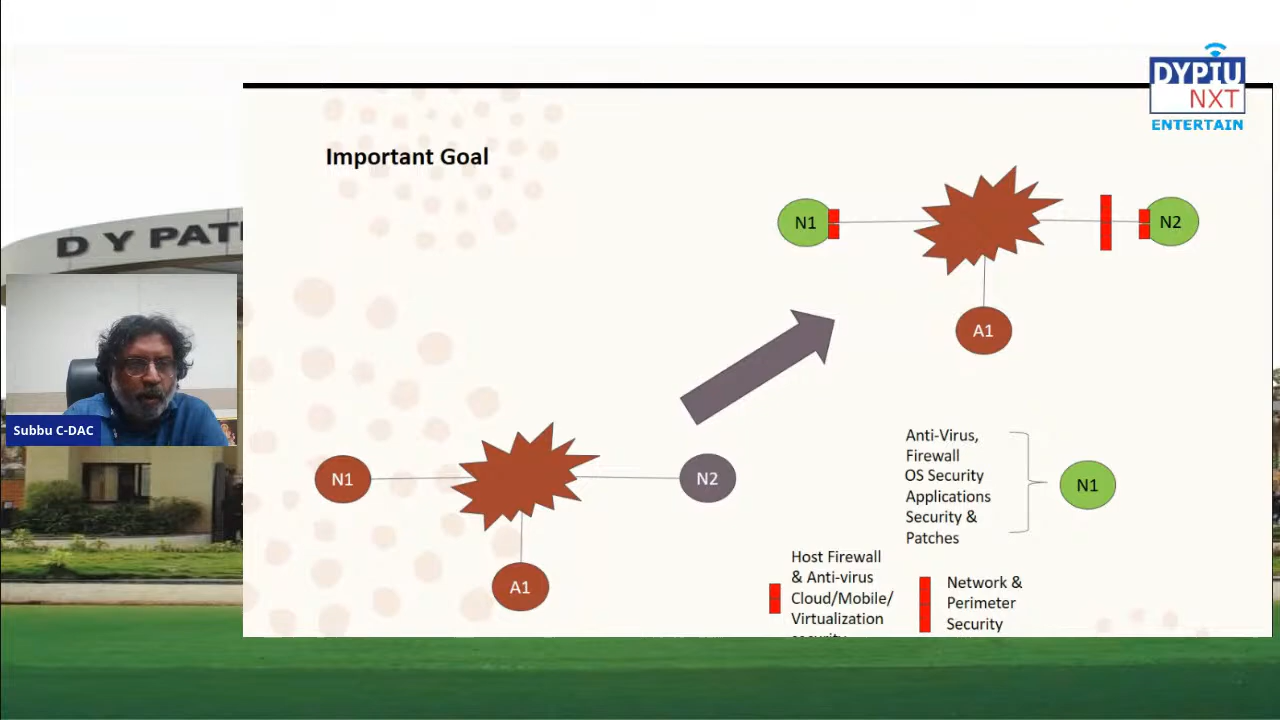 DYPIU
NXT
ENTERTAIN
D Y PAT
Important Goal
N1
N2
A1
N1
N2
A1
Anti-Virus,
Firewall
OS Security
Applications
Security &
Patches
N1
Host Firewall
& Anti-virus
Cloud/Mobile/
Virtualization
security
Network &
Perimeter
Security
Subbu C-DAC